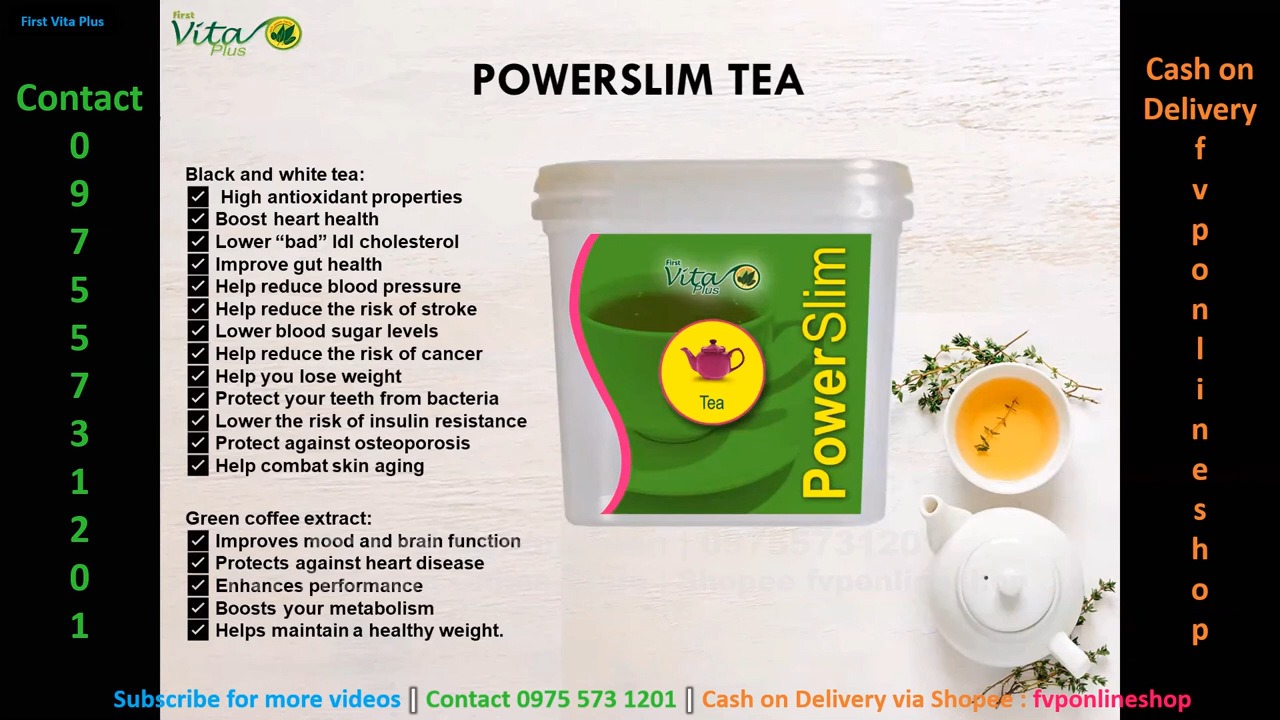 First Vita Plus
First
Vita
Plus
POWERSLIM TEA
Contact
0
9
7
5
5
7
3
1
2
0
1
Black and white tea:
High antioxidant properties
Boost heart health
Lower “bad” ldl cholesterol
Improve gut health
Help reduce blood pressure
Help reduce the risk of stroke
Lower blood sugar levels
Help reduce the risk of cancer
Help you lose weight
Protect your teeth from bacteria
Lower the risk of insulin resistance
Protect against osteoporosis
Help combat skin aging
Green coffee extract:
Improves mood and brain function
Protects against heart disease
Enhances performance
Boosts your metabolism
Helps maintain a healthy weight.
First
Vita
Plus
Tea
PowerSlim
0975573120
Shopee fvponlineshop
Cash on
Delivery
f
v
p
o
n
l
i
n
e
s
h
o
p
Subscribe for more videos | Contact 0975 573 1201 | Cash on Delivery via Shopee : fvponlineshop